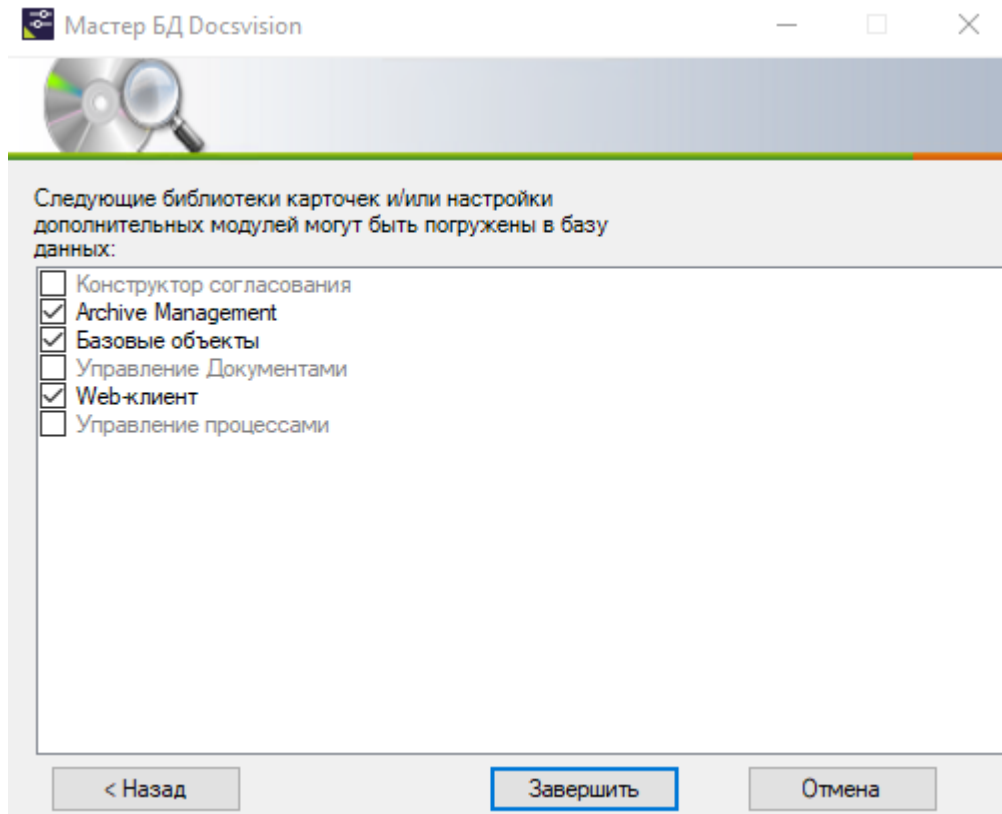 Мастер БД Docsvision
Следующие библиотеки карточек и/или настройки
дополнительных модулей могут быть погружены в базу
данных:
Конструктор согласования
Archive Management
Базовые объекты
Управление Документами
Web-клиент
Управление процессами
< Назад
Завершить
Отмена